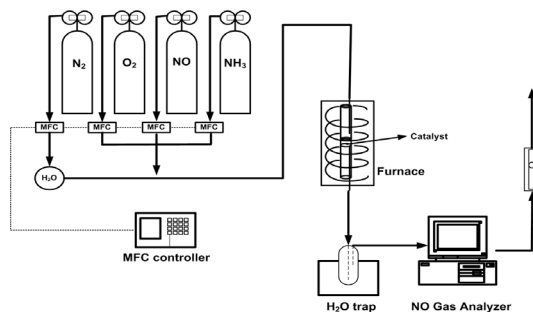 N2
O2
NO
NH3
MFC
MFC
MFC
MFC
H2O
Catalyst
Furnace
MFC controller
H2O trap
NO Gas Analyzer